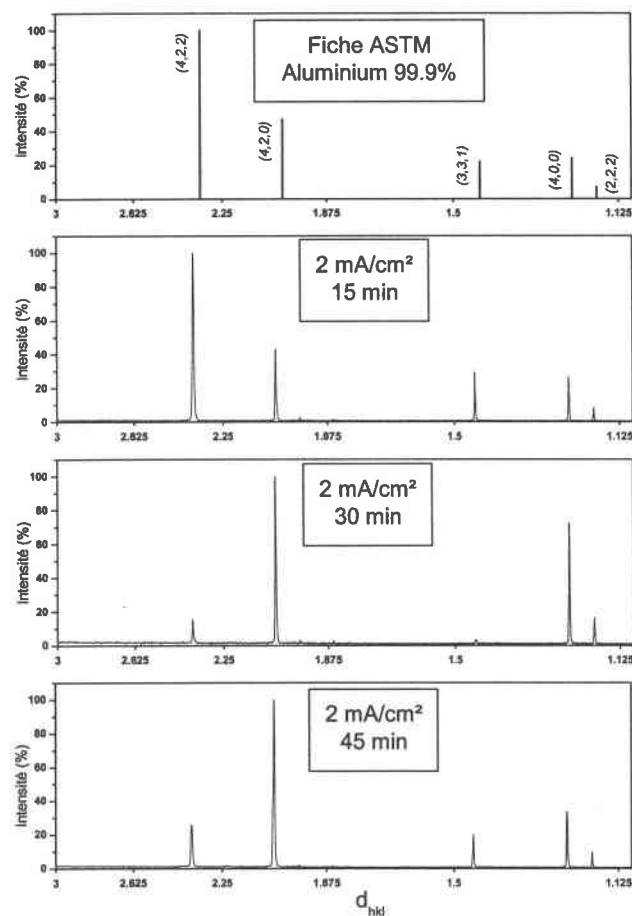 Fiche ASTM
Aluminium 99.9%
Intensité (%)
100
80
60
40
20
0
(4,2,2)
(4,2,0)
(3,3,1)
(4,0,0)
(2,2,2)
3 2.625 2.25 1.875 1.5 1.125
2 mA/cm²
15 min
Intensité (%)
100
80
60
40
20
0
3 2.625 2.25 1.875 1.5 1.125
2 mA/cm²
30 min
Intensité (%)
100
80
60
40
20
0
3 2.625 2.25 1.875 1.5 1.125
2 mA/cm²
45 min
Intensité (%)
100
80
60
40
20
0
3 2.625 2.25 1.875 1.5 1.125
d_hkl